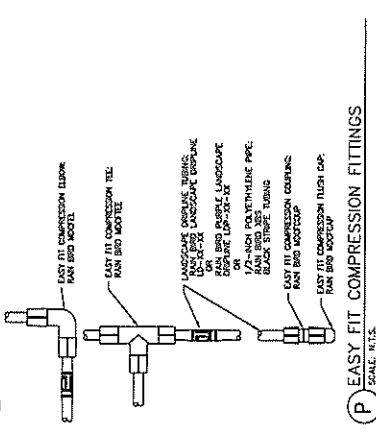 EASY FIT COMPRESSION ELBOW:
RAIN BIRD MDCFEL
EASY FIT COMPRESSION TEE:
RAIN BIRD MDCFTEE
LANDSCAPE DRIPLINE TUBING:
RAIN BIRD LANDSCAPE DRIPLINE
LD-XX-XX
OR
RAIN BIRD PURPLE LANDSCAPE
DRIPLINE LDP-XX-XX
OR
1/2-INCH POLYETHYLENE PIPE:
RAIN BIRD XBS
BLACK STRIPE TUBING
EASY FIT COMPRESSION COUPLING:
RAIN BIRD MDCFCOUP
EASY FIT COMPRESSION FLUSH CAP:
RAIN BIRD MDCFCAP
P EASY FIT COMPRESSION FITTINGS
SCALE: N.T.S.